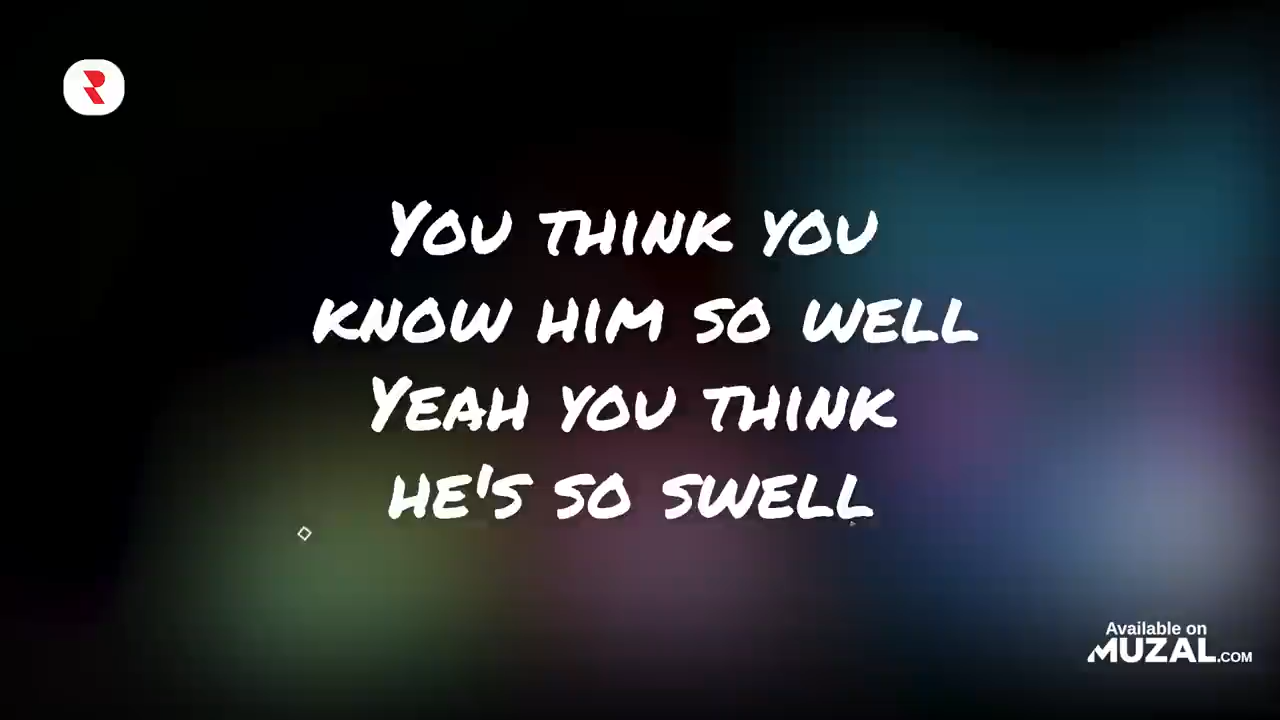 You think you
know him so well
Yeah you think
he's so swell
Available on
MUZAL.COM